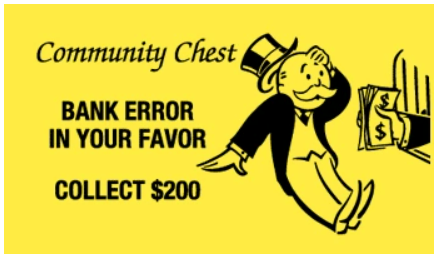 Community Chest
BANK ERROR
IN YOUR FAVOR
COLLECT $200
$
$